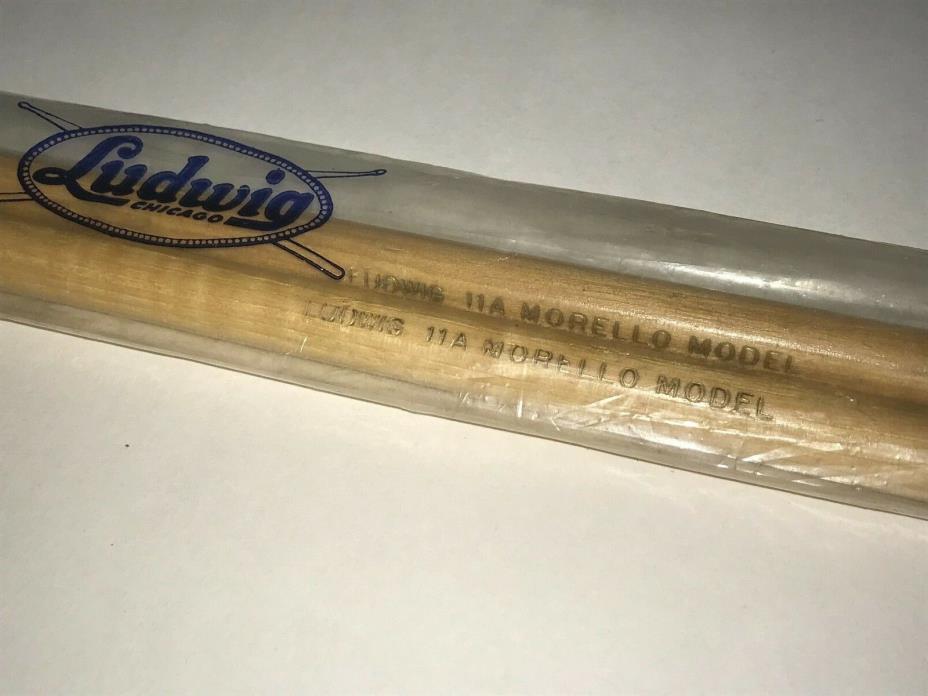 Ludwig
CHICAGO
LUDWIG 11A MORELLO MODEL
LUDWIG 11A MORELLO MODEL